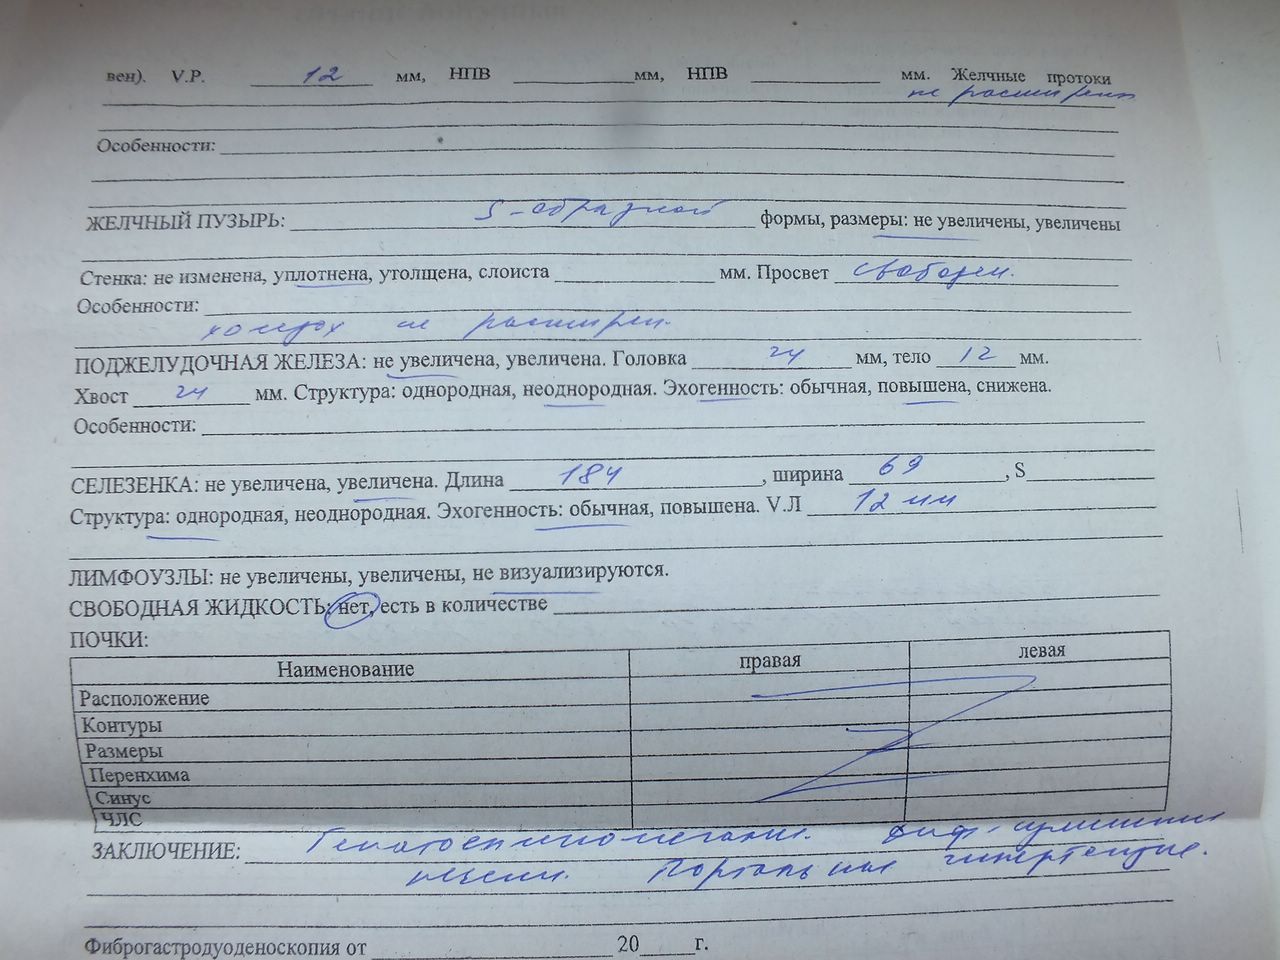 вен). V.P. 12 мм, НПВ мм, НПВ мм. Желчные протоки
не расширены
Особенности:
ЖЕЛЧНЫЙ ПУЗЫРЬ: S-образной формы, размеры: не увеличены, увеличены
Стенка: не изменена, уплотнена, утолщена, слоиста мм. Просвет свободен.
Особенности:
холедох не расширен.
ПОДЖЕЛУДОЧНАЯ ЖЕЛЕЗА: не увеличена, увеличена. Головка 24 мм, тело 12 мм.
Хвост 24 мм. Структура: однородная, неоднородная. Эхогенность: обычная, повышена, снижена.
Особенности:
СЕЛЕЗЕНКА: не увеличена, увеличена. Длина 184, ширина 69, S
Структура: однородная, неоднородная. Эхогенность: обычная, повышена. V.Л 12 мм
ЛИМФОУЗЛЫ: не увеличены, увеличены, не визуализируются.
СВОБОДНАЯ ЖИДКОСТЬ: нет, есть в количестве
ПОЧКИ:
Наименование правая левая
Расположение
Контуры
Размеры
Перенхима
Синус
ЧЛС
ЗАКЛЮЧЕНИЕ: Гепатоспленомегалия. Диф. изменения
печени. Портальная гипертензия.
Фиброгастродуоденоскопия от 20 г.